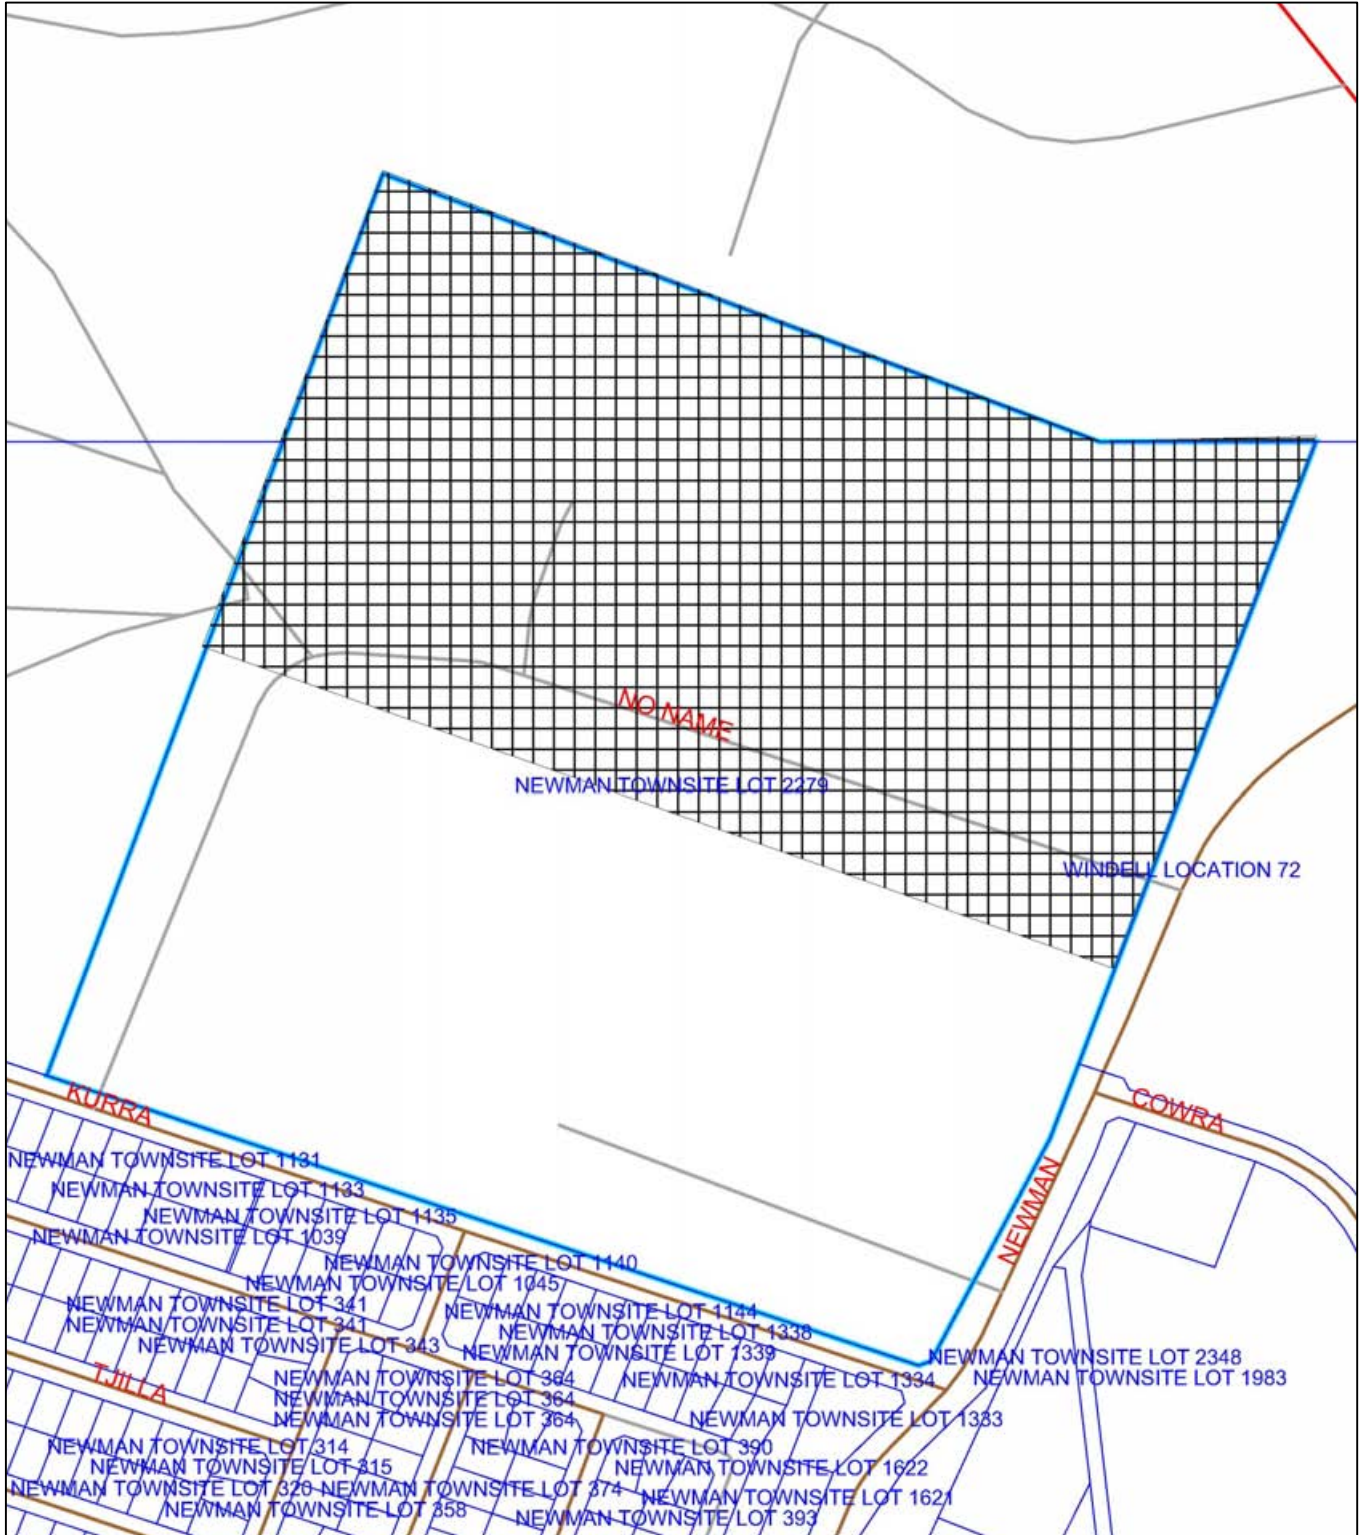 NO NAME
NEWMAN TOWNSITE LOT 2279
WINDELL LOCATION 72
KURRA
COWRA
NEWMAN
NEWMAN TOWNSITE LOT 1131
NEWMAN TOWNSITE LOT 1133
NEWMAN TOWNSITE LOT 1135
NEWMAN TOWNSITE LOT 1039
NEWMAN TOWNSITE LOT 1140
NEWMAN TOWNSITE LOT 1045
NEWMAN TOWNSITE LOT 341
NEWMAN TOWNSITE LOT 1144
NEWMAN TOWNSITE LOT 341
NEWMAN TOWNSITE LOT 1338
NEWMAN TOWNSITE LOT 343
NEWMAN TOWNSITE LOT 1339
NEWMAN TOWNSITE LOT 2348
TJILLA
NEWMAN TOWNSITE LOT 364
NEWMAN TOWNSITE LOT 1334
NEWMAN TOWNSITE LOT 1983
NEWMAN TOWNSITE LOT 364
NEWMAN TOWNSITE LOT 364
NEWMAN TOWNSITE LOT 1333
NEWMAN TOWNSITE LOT 314
NEWMAN TOWNSITE LOT 390
NEWMAN TOWNSITE LOT 315
NEWMAN TOWNSITE LOT 1622
NEWMAN TOWNSITE LOT 320
NEWMAN TOWNSITE LOT 374
NEWMAN TOWNSITE LOT 1621
NEWMAN TOWNSITE LOT 358
NEWMAN TOWNSITE LOT 393